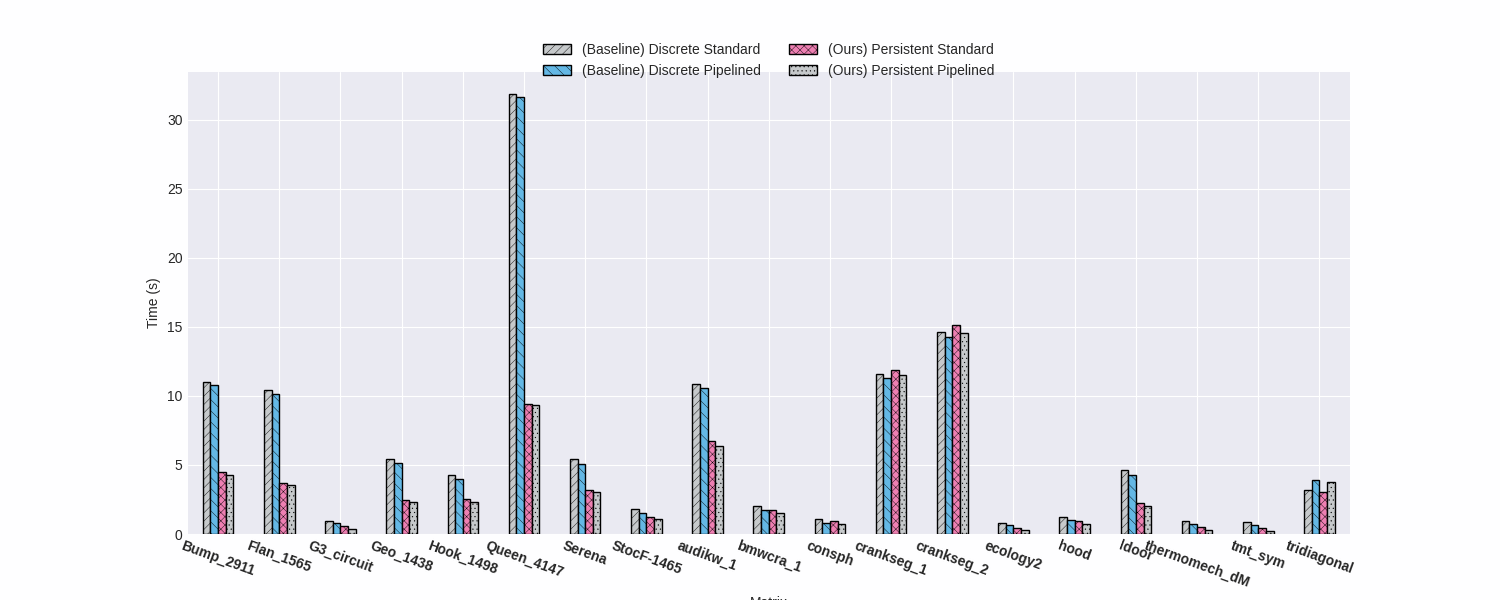 (Baseline) Discrete Standard
(Baseline) Discrete Pipelined
(Ours) Persistent Standard
(Ours) Persistent Pipelined
Time (s)
30
25
20
15
10
5
0
Bump_2911
Flan_1565
G3_circuit
Geo_1438
Hook_1498
Queen_4147
Serena
StocF-1465
audikw_1
bmwcra_1
consph
crankseg_1
crankseg_2
ecology2
hood
ldoor
thermomech_dM
tmt_sym
tridiagonal
Matrix